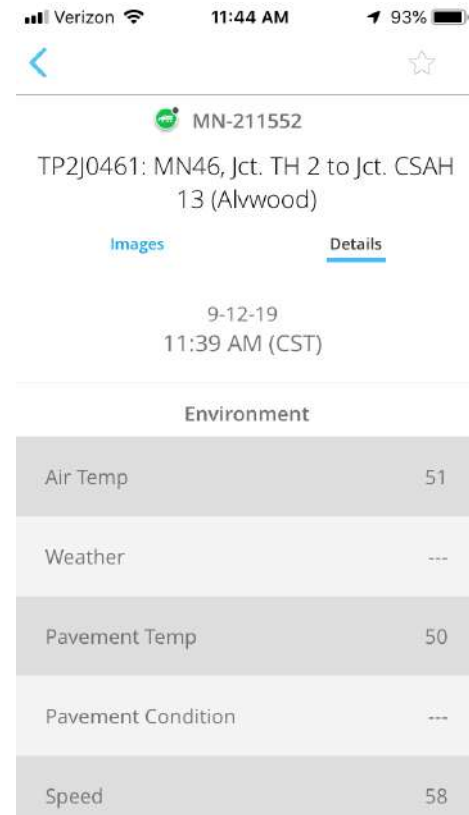 Verizon 11:44 AM 93%
MN-211552
TP2J0461: MN46, Jct. TH 2 to Jct. CSAH
13 (Alvwood)
Images Details
9-12-19
11:39 AM (CST)
Environment
Air Temp 51
Weather ---
Pavement Temp 50
Pavement Condition ---
Speed 58